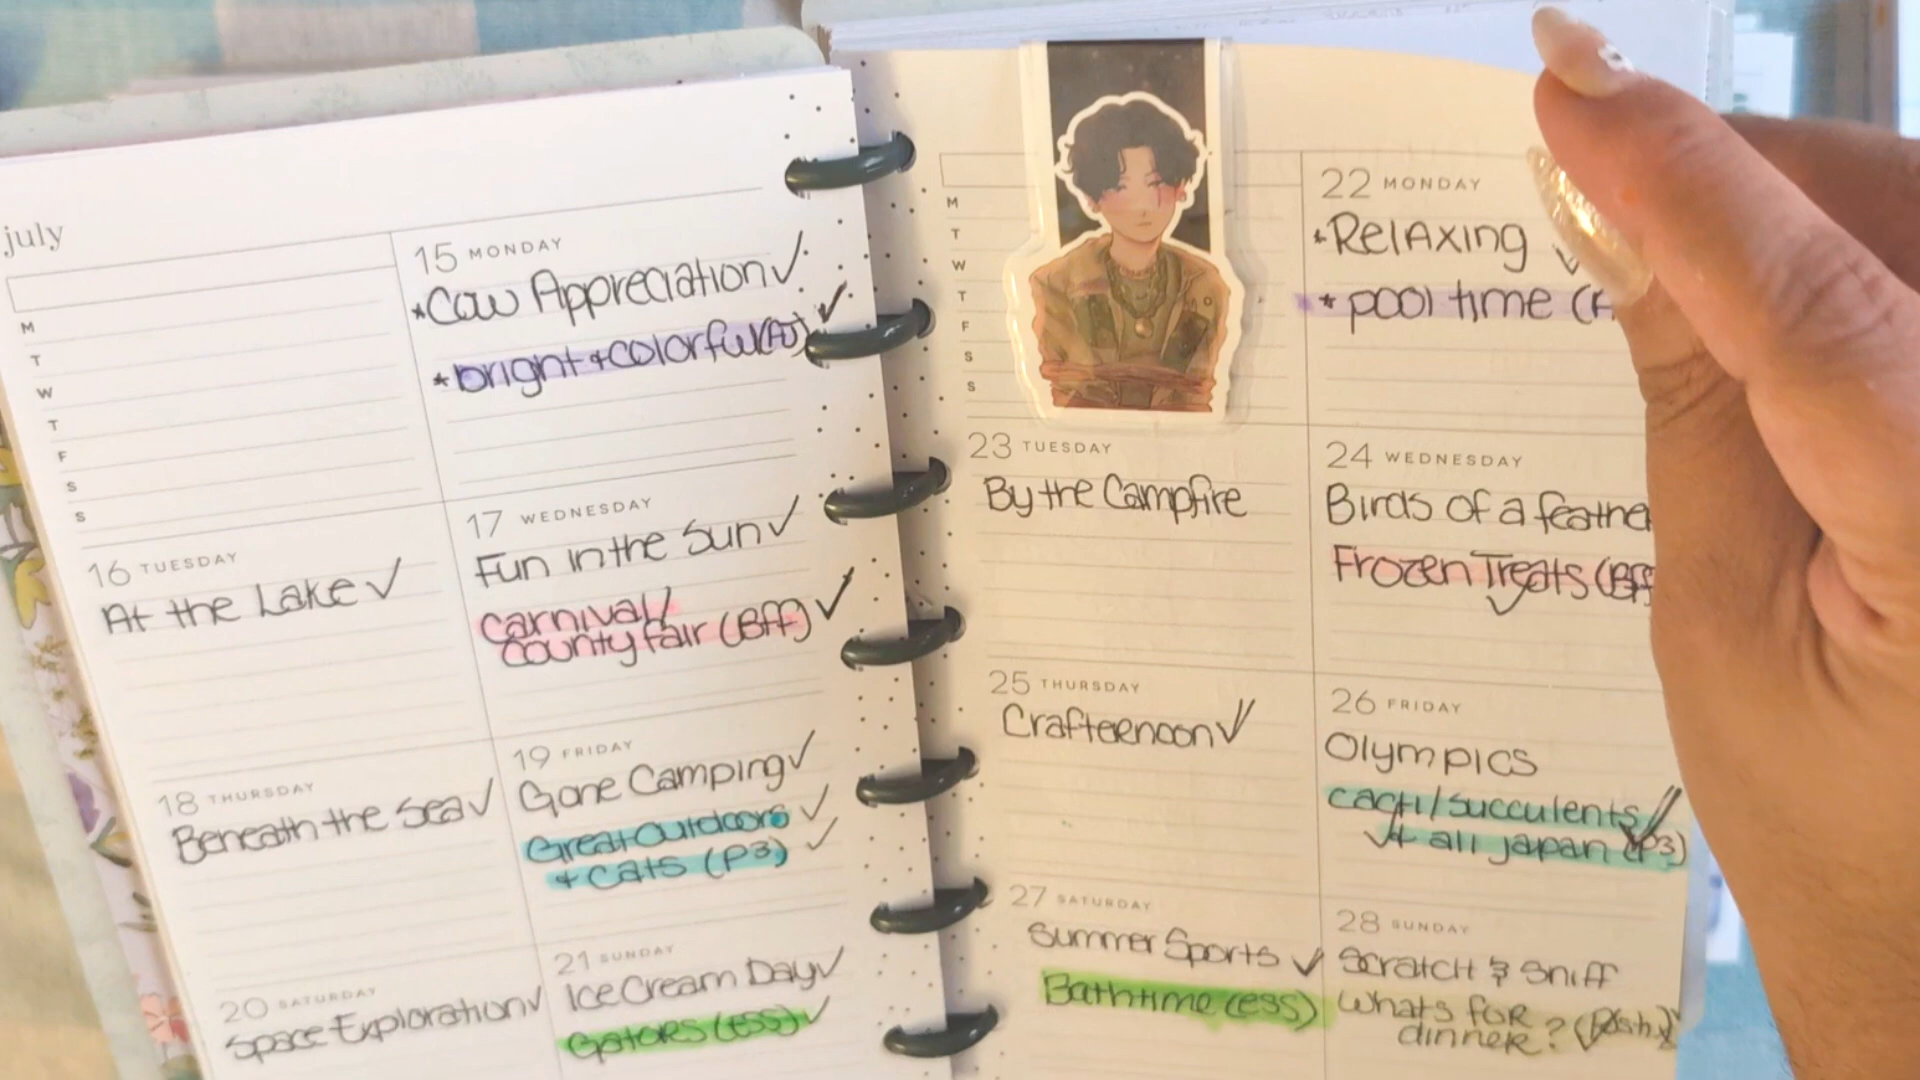 july
M
T
W
T
F
S
S
15 MONDAY
*Cow Appreciation✓
*bright + colorful(AJ)✓
16 TUESDAY
At the Lake ✓
17 WEDNESDAY
Fun in the Sun✓
carnival/
county fair (BFF)✓
18 THURSDAY
Beneath the Sea✓
19 FRIDAY
Gone Camping✓
Great Outdoors ✓
+ cats (P3) ✓
20 SATURDAY
Space Exploration✓
21 SUNDAY
Ice Cream Day✓
Gators (ESS)✓
M
T
W
T
F
S
S
22 MONDAY
*Relaxing ✓
*pool time
23 TUESDAY
By the Campfire
24 WEDNESDAY
Birds of a feather
Frozen Treats (BFF
✓
25 THURSDAY
Crafternoon✓
26 FRIDAY
Olympics
cacti/succulents✓
✓+ all japan (P3)
27 SATURDAY
Summer Sports ✓
Bathtime (ESS)
28 SUNDAY
Scratch & Sniff
Whats for
dinner?